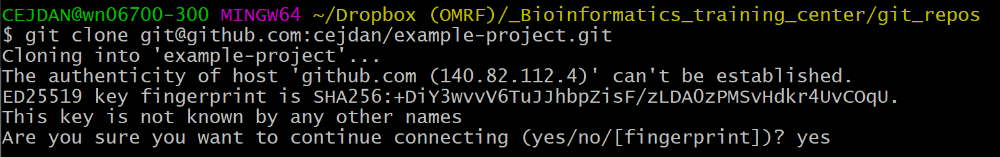 CEJDAN@wn06700-300 MINGW64 ~/Dropbox (OMRF)/_Bioinformatics_training_center/git_repos
$ git clone git@github.com:cejdan/example-project.git
Cloning into 'example-project'...
The authenticity of host 'github.com (140.82.112.4)' can't be established.
ED25519 key fingerprint is SHA256:+DiY3wvvV6TuJJhbpZisF/zLDA0zPMSvHdkr4UvCOqU.
This key is not known by any other names
Are you sure you want to continue connecting (yes/no/[fingerprint])? yes